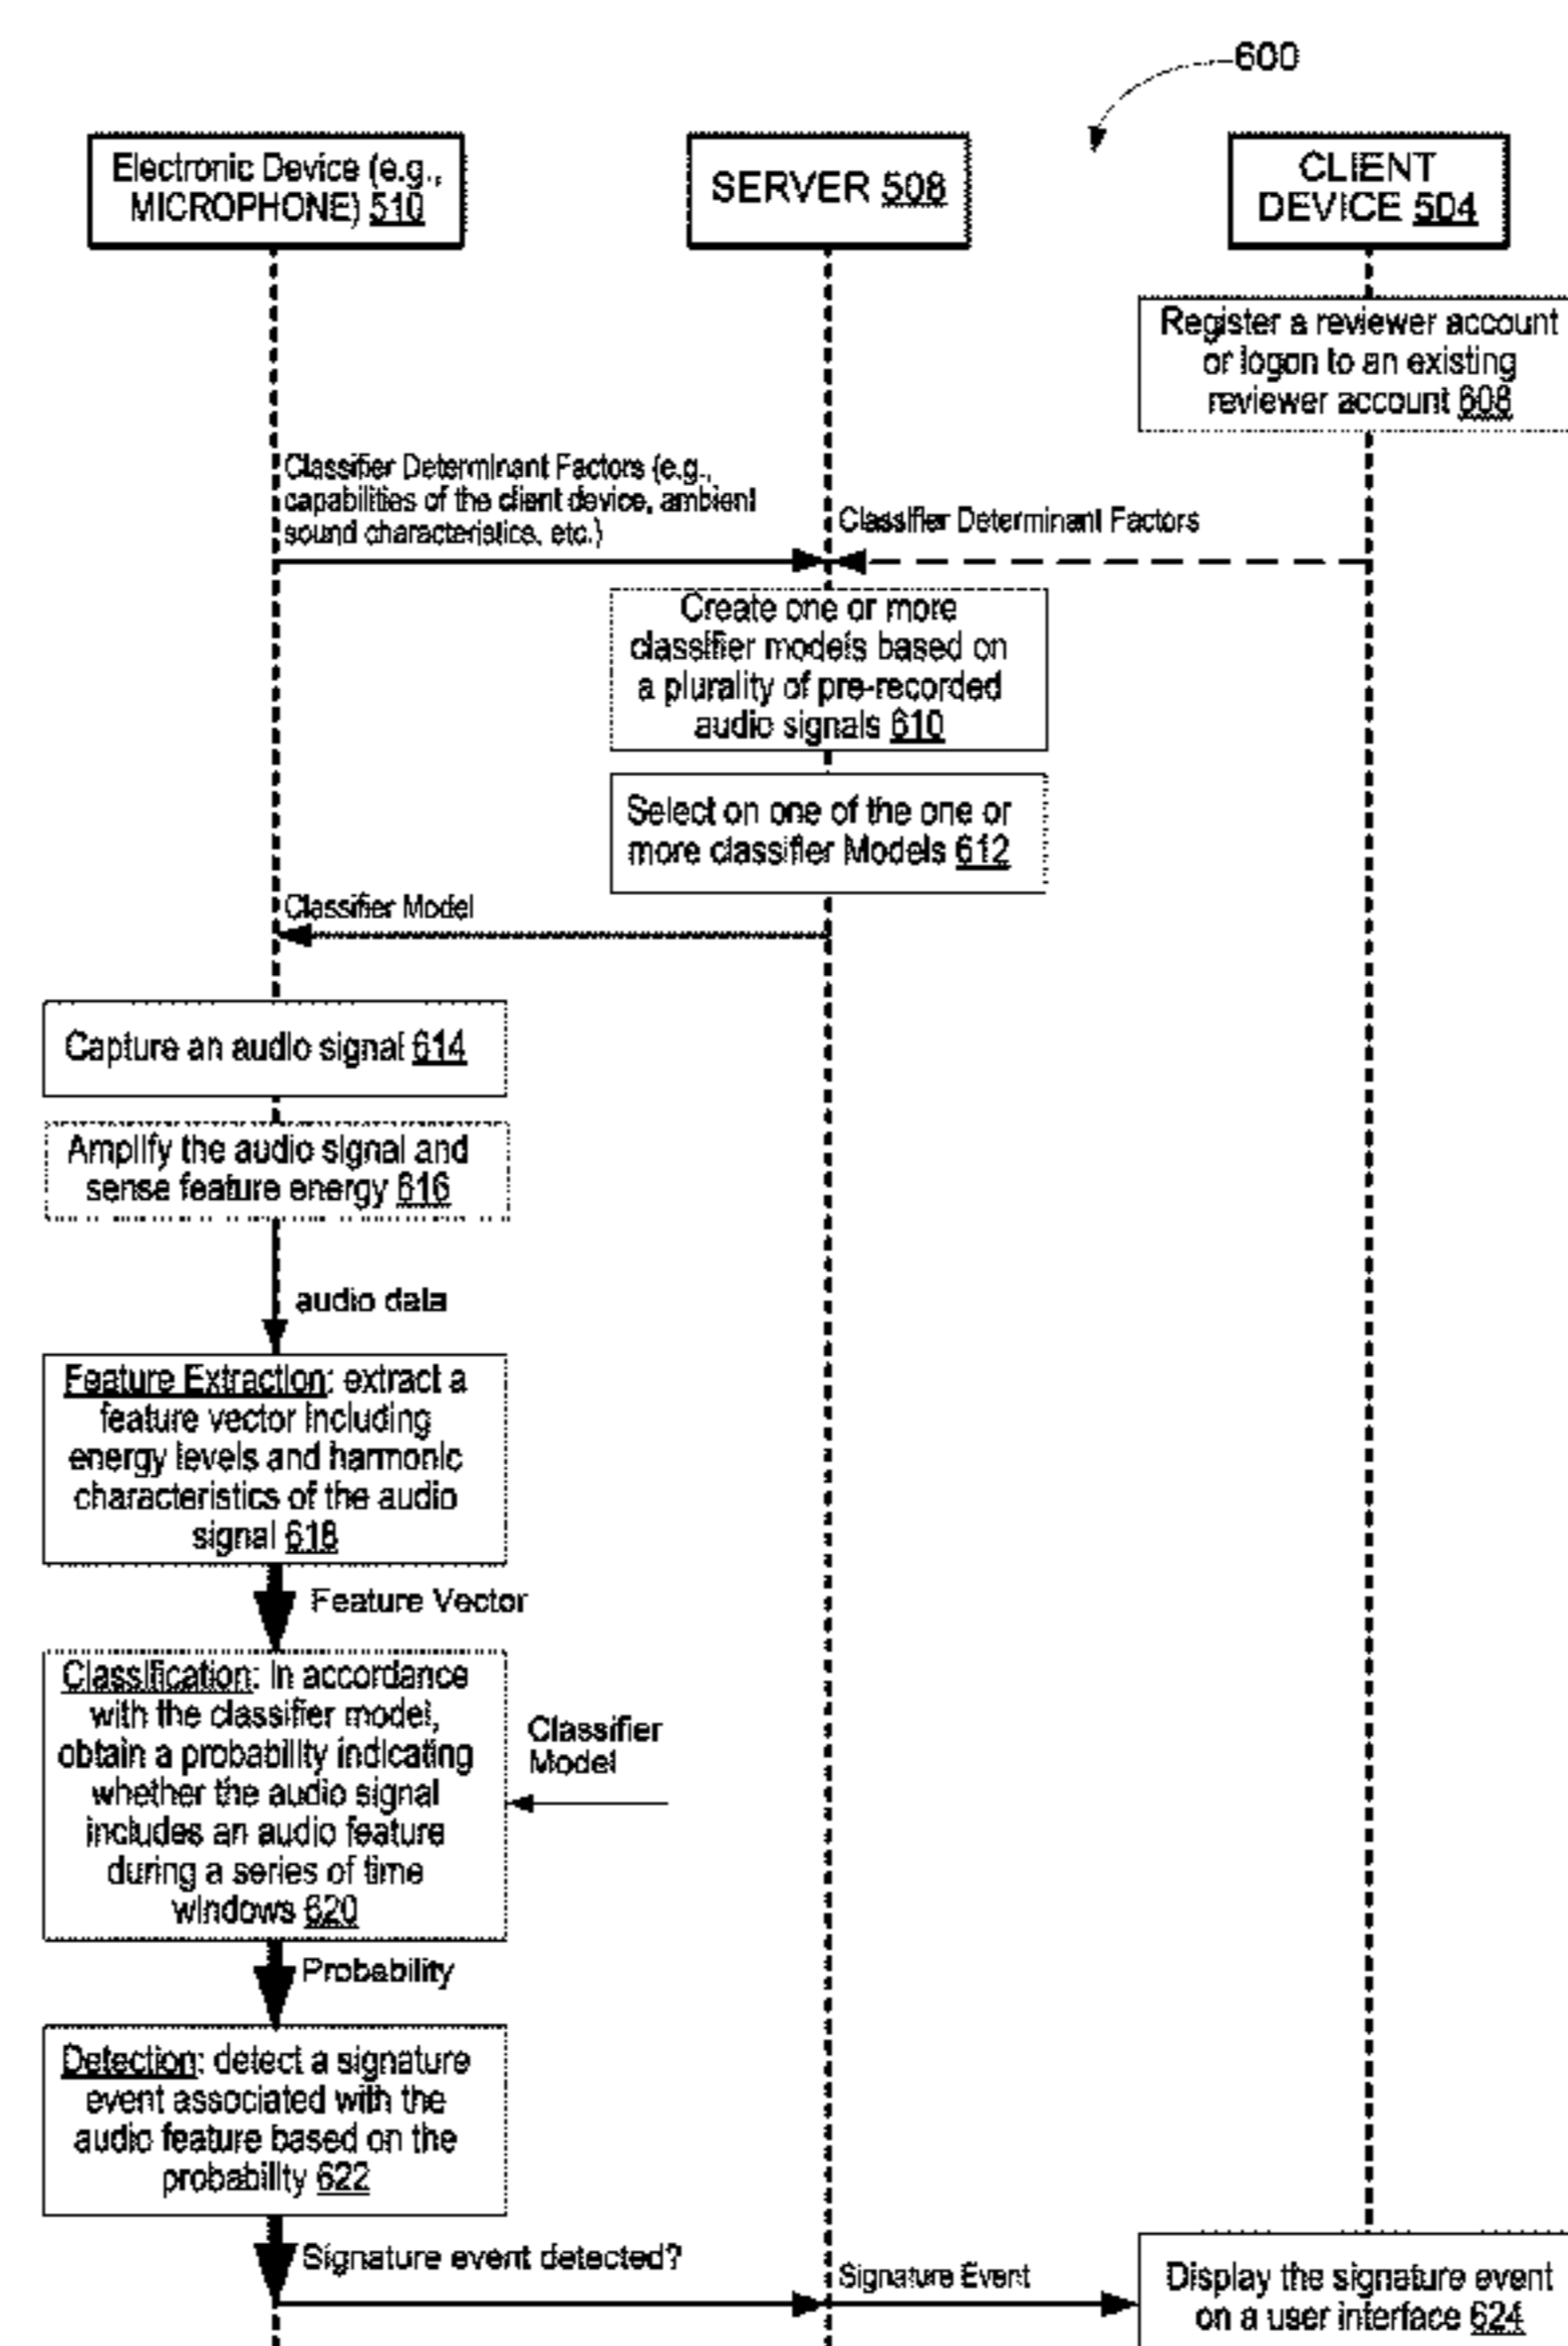 600
Electronic Device (e.g.,
MICROPHONE) 510
SERVER 508
CLIENT
DEVICE 504
Register a reviewer account
or logon to an existing
reviewer account 608
Classifier Determinant Factors (e.g.,
capabilities of the client device, ambient
sound characteristics, etc.)
Classifier Determinant Factors
Create one or more
classifier models based on
a plurality of pre-recorded
audio signals 610
Select on one of the one or
more classifier Models 612
Classifier Model
Capture an audio signal 614
Amplify the audio signal and
sense feature energy 616
audio data
Feature Extraction: extract a
feature vector including
energy levels and harmonic
characteristics of the audio
signal 618
Feature Vector
Classification: In accordance
with the classifier model,
obtain a probability indicating
whether the audio signal
includes an audio feature
during a series of time
windows 620
Classifier
Model
Probability
Detection: detect a signature
event associated with the
audio feature based on the
probability 622
Signature event detected?
Signature Event
Display the signature event
on a user interface 624